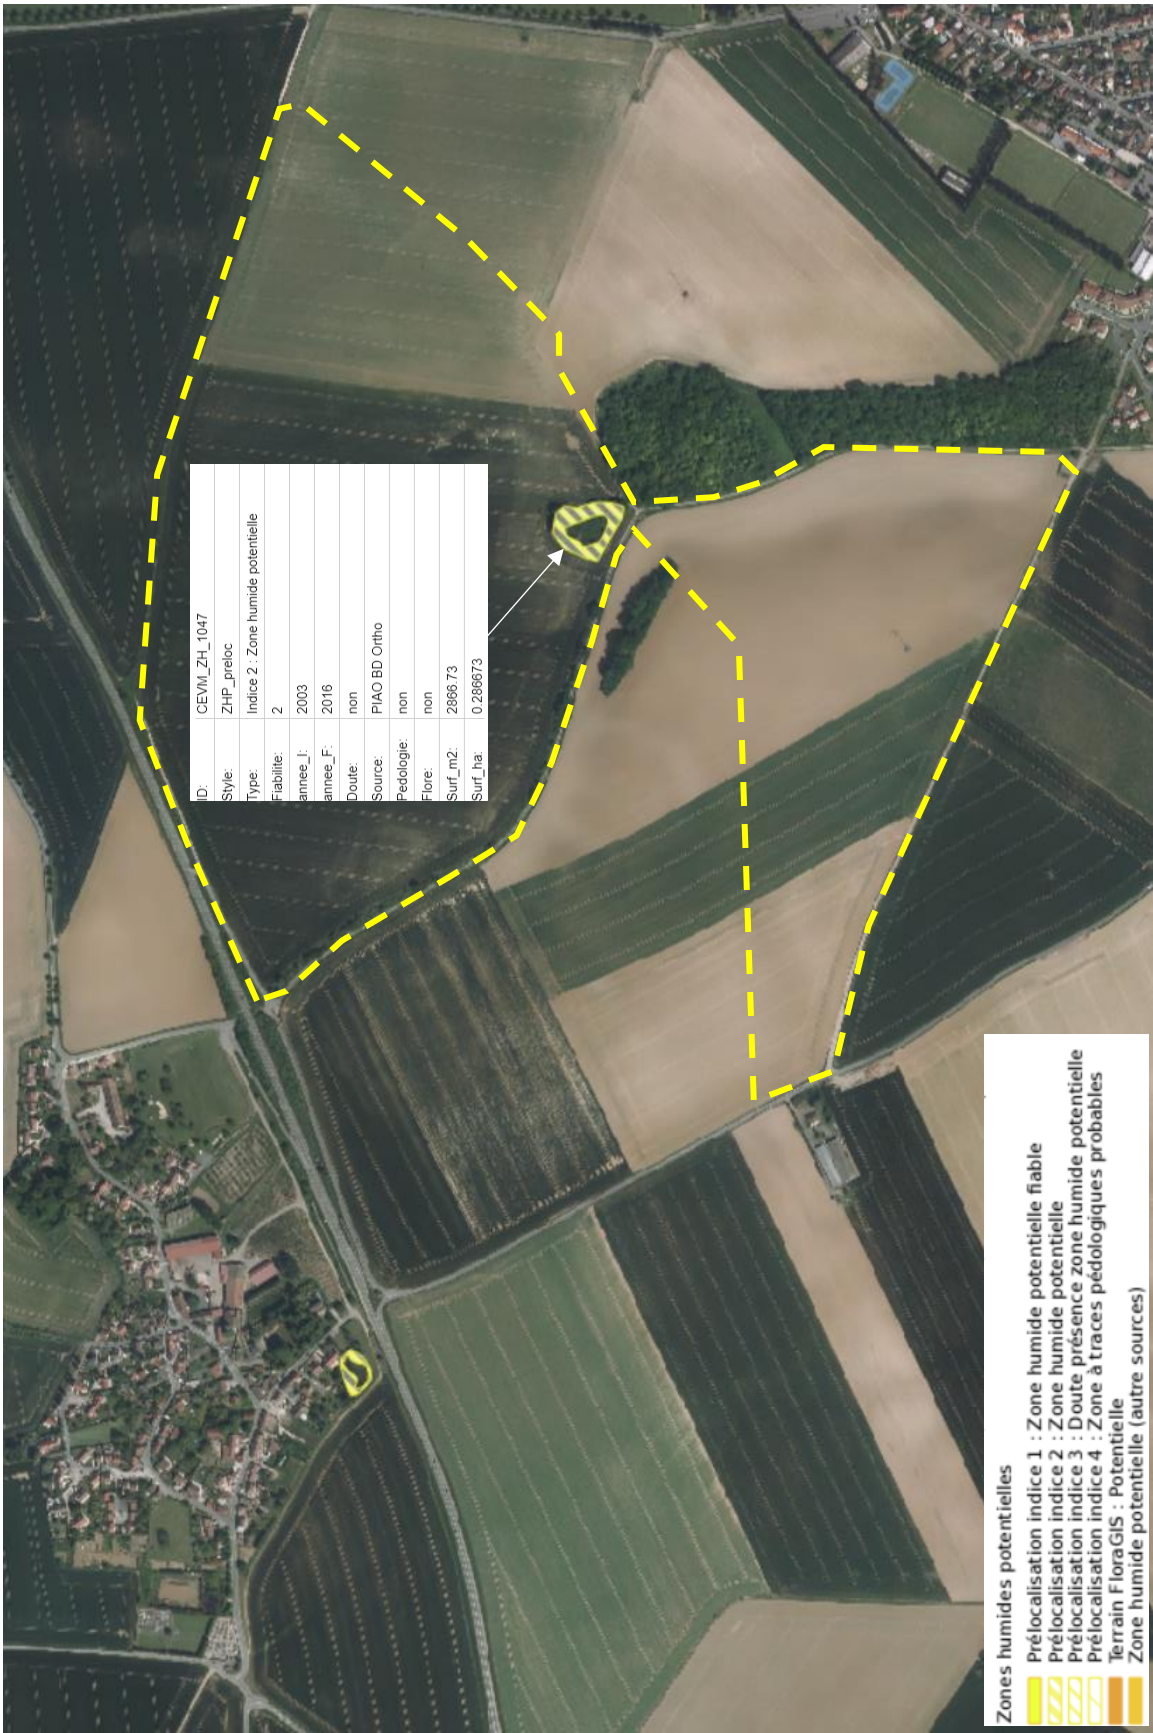 ID: CEVM_ZH_1047
Style: ZHP_preloc
Type: Indice 2 : Zone humide potentielle
Fiabilite: 2
annee_I: 2003
annee_F: 2016
Doute: non
Source: PIAO BD Ortho
Pedologie: non
Flore: non
Surf_m2: 2866.73
Surf_ha: 0.286673
Zones humides potentielles
Prélocalisation indice 1 : Zone humide potentielle fiable
Prélocalisation indice 2 : Zone humide potentielle
Prélocalisation indice 3 : Doute présence zone humide potentielle
Prélocalisation indice 4 : Zone à traces pédologiques probables
Terrain FloraGIS : Potentielle
Zone humide potentielle (autre sources)